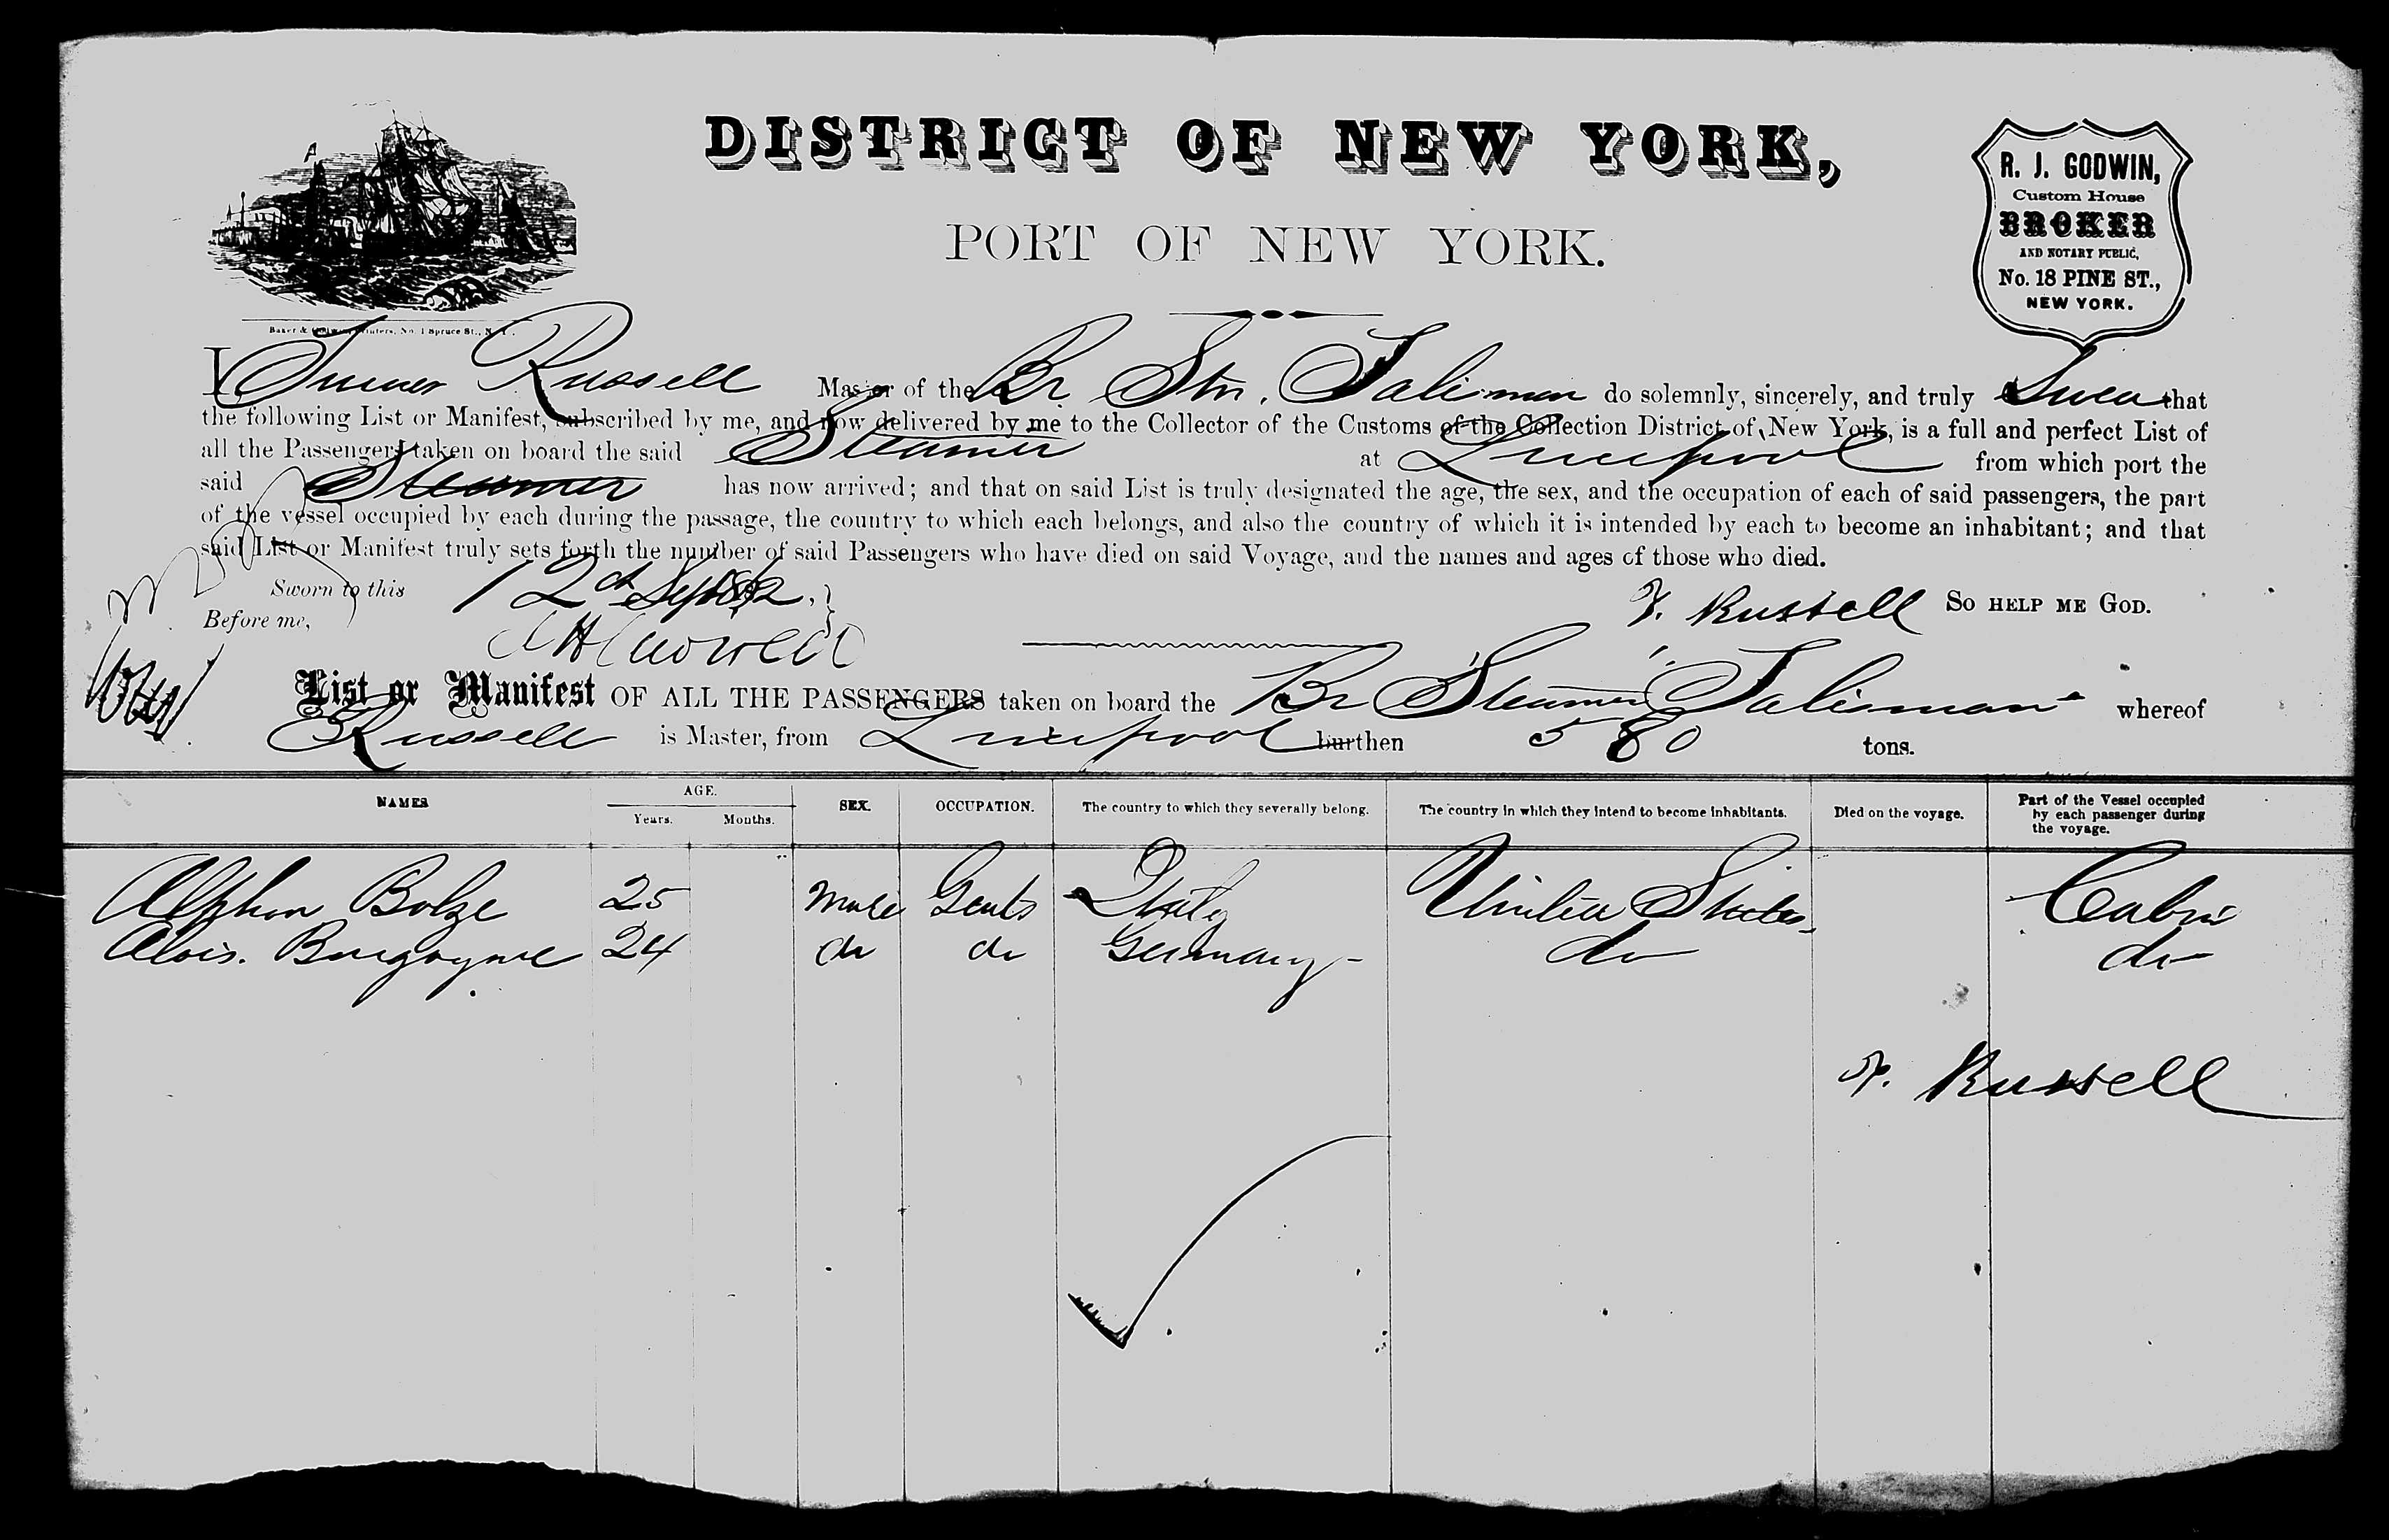 DISTRICT OF NEW YORK,
PORT OF NEW YORK.
R. J. GODWIN,
Custom House
BROKER
AND NOTARY PUBLIC,
No. 18 PINE ST.,
NEW YORK.
Baker & Godwin, Printers, No. 1 Spruce St., N. Y.
I, Russell Master of the Br Str. Talisman do solemnly, sincerely, and truly Swear that
the following List or Manifest, subscribed by me, and now delivered by me to the Collector of the Customs of the Collection District of New York, is a full and perfect List of
all the Passengers taken on board the said Steamer at Liverpool from which port the
said Steamer has now arrived; and that on said List is truly designated the age, the sex, and the occupation of each of said passengers, the part
of the vessel occupied by each during the passage, the country to which each belongs, and also the country of which it is intended by each to become an inhabitant; and that
said List or Manifest truly sets forth the number of said Passengers who have died on said Voyage, and the names and ages of those who died.
Sworn to this
Before me,
Russell SO HELP ME GOD.
List or Manifest OF ALL THE PASSENGERS taken on board the Br Steamer Talisman whereof
Russell is Master, from Liverpool burthen 580 tons.
NAMES
AGE.
Years. Months.
SEX.
OCCUPATION.
The country to which they severally belong.
The country in which they intend to become inhabitants.
Died on the voyage.
Part of the Vessel occupied
by each passenger during
the voyage.
Alphon Bolze 25 Male Gents Italy United States Cabin
Alois. Burgoyne 24 do do Germany do do
Russell